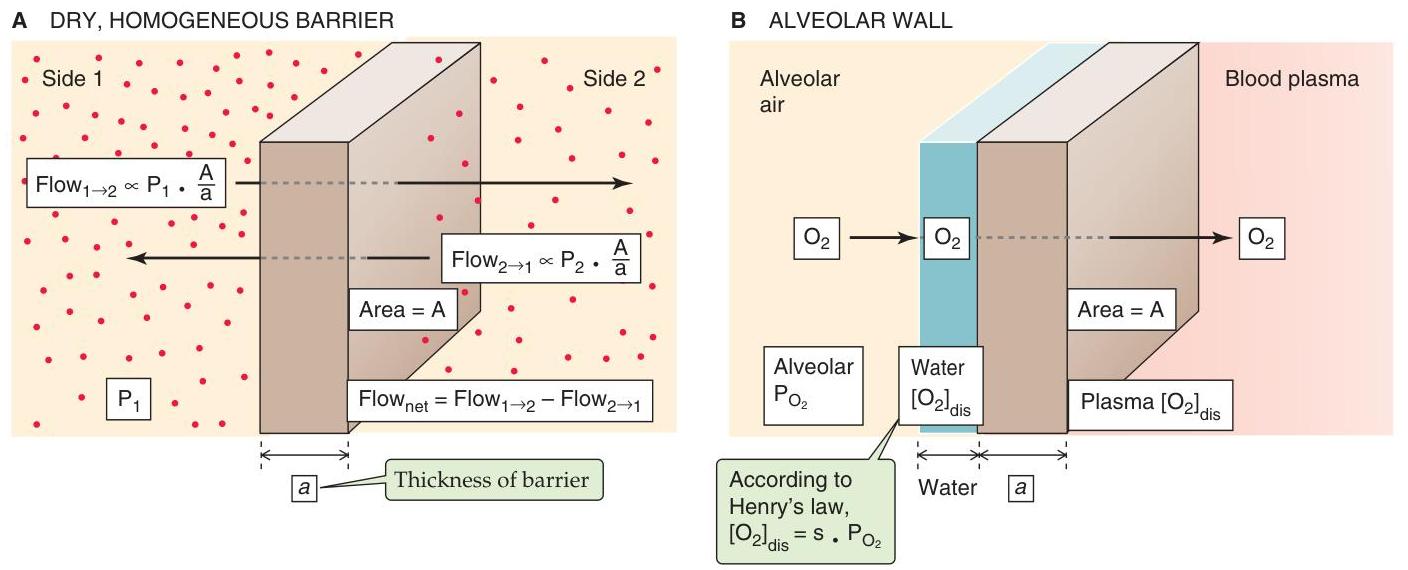 A DRY, HOMOGENEOUS BARRIER
Side 1
Side 2
Flow1→2 ∝ P1 • A/a
Flow2→1 ∝ P2 • A/a
Area = A
P1
Flownet = Flow1→2 – Flow2→1
a
Thickness of barrier
B ALVEOLAR WALL
Alveolar
air
Blood plasma
O2
O2
O2
Area = A
Alveolar
PO2
Water
[O2]dis
Plasma [O2]dis
According to
Henry's law,
[O2]dis = s • PO2
Water
a